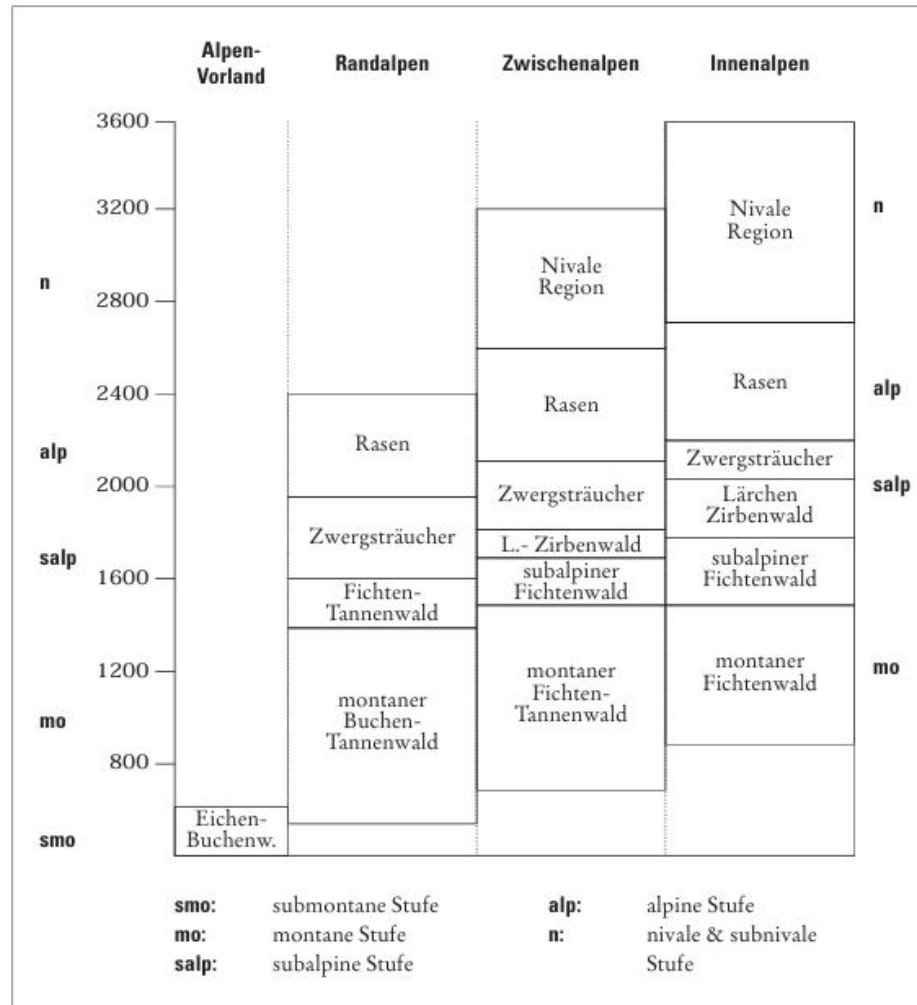 Alpen-
Vorland
Randalpen
Zwischenalpen
Innenalpen
3600
3200
2800
2400
2000
1600
1200
800
n
alp
salp
mo
smo
Eichen-
Buchenw.
Rasen
Zwergsträucher
Fichten-
Tannenwald
montaner
Buchen-
Tannenwald
Nivale
Region
Rasen
Zwergsträucher
L.- Zirbenwald
subalpiner
Fichtenwald
montaner
Fichten-
Tannenwald
Nivale
Region
Rasen
Zwergsträucher
Lärchen
Zirbenwald
subalpiner
Fichtenwald
montaner
Fichtenwald
n
alp
salp
mo
smo: submontane Stufe
mo: montane Stufe
salp: subalpine Stufe
alp: alpine Stufe
n: nivale & subnivale
Stufe